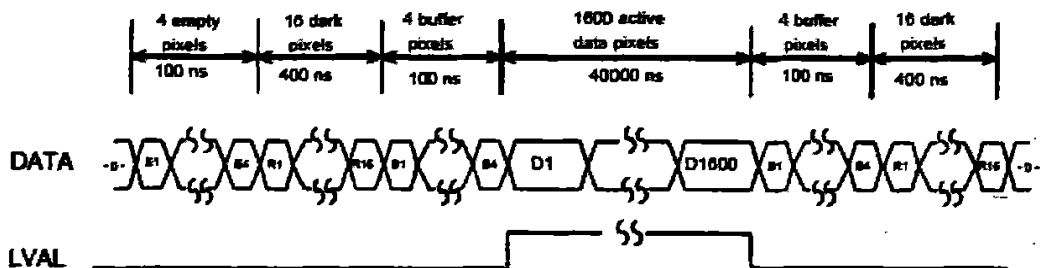 4 empty pixels 16 dark pixels 4 buffer pixels 1600 active data pixels 4 buffer pixels 16 dark pixels
100 ns 400 ns 100 ns 40000 ns 100 ns 400 ns
DATA E1 E4 R1 R16 B1 B4 D1 D1600 B1 B4 R1 R16
LVAL